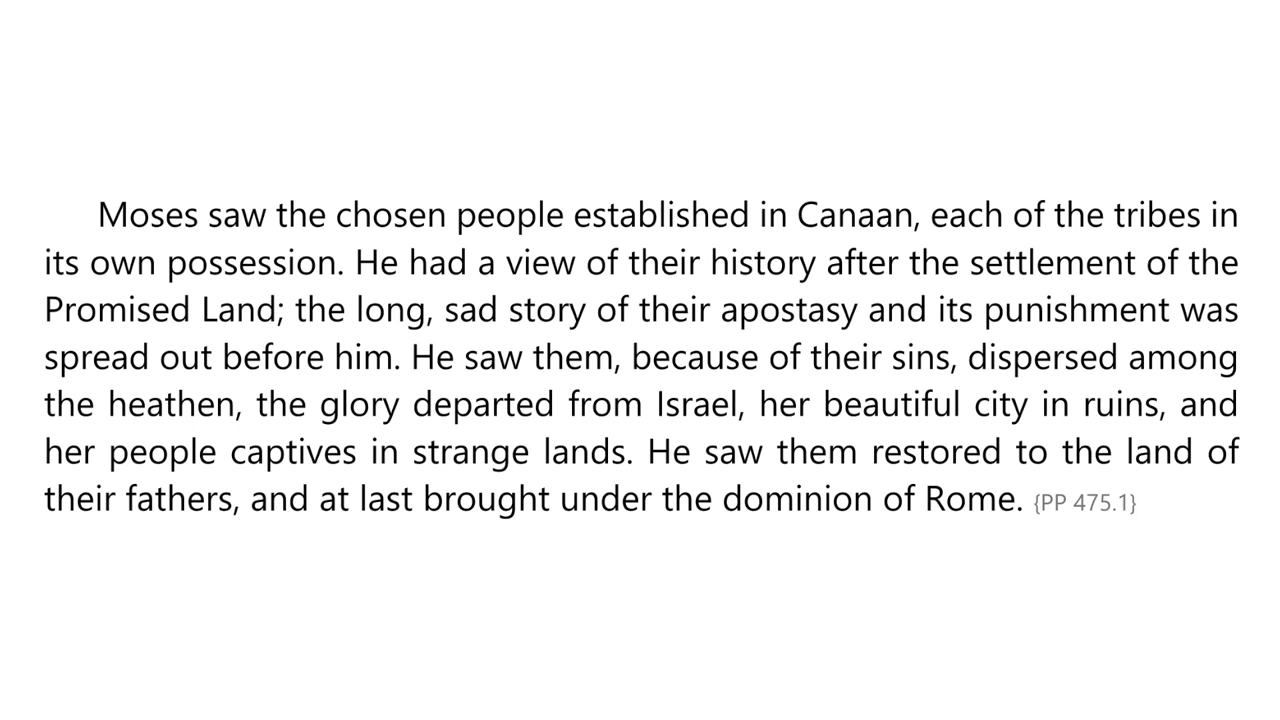 Moses saw the chosen people established in Canaan, each of the tribes in
its own possession. He had a view of their history after the settlement of the
Promised Land; the long, sad story of their apostasy and its punishment was
spread out before him. He saw them, because of their sins, dispersed among
the heathen, the glory departed from Israel, her beautiful city in ruins, and
her people captives in strange lands. He saw them restored to the land of
their fathers, and at last brought under the dominion of Rome. {PP 475.1}